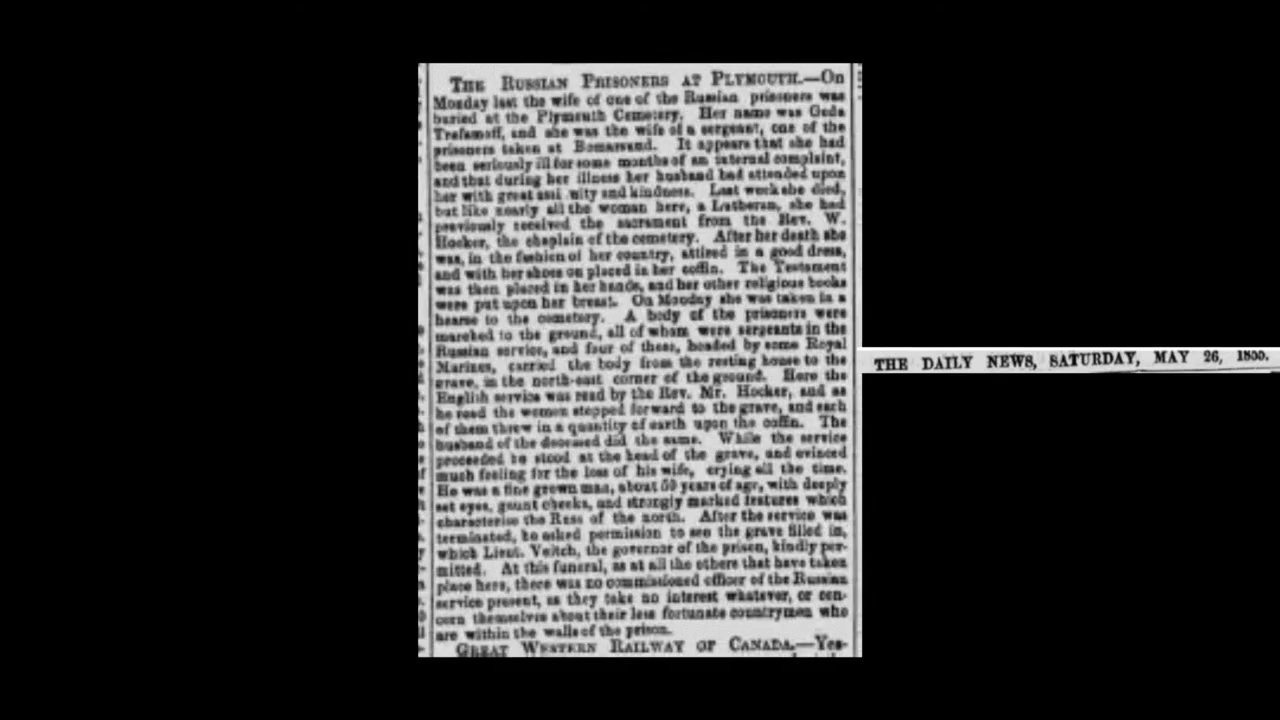 THE RUSSIAN PRISONERS AT PLYMOUTH.—On
Monday last the wife of one of the Russian prisoners was
buried at the Plymouth Cemetery. Her name was Geda
Trefamoff, and she was the wife of a sergeant, one of the
prisoners taken at Bomarsund. It appears that she had
been seriously ill for some months of an internal complaint,
and that during her illness her husband had attended upon
her with great and kindness. Last week she died,
but like nearly all the woman here, a Lutheran, she had
previously received the sacrament from the Rev. W.
Hocker, the chaplain of the cemetery. After her death she
was, in the fashion of her country, attired in a good dress,
and with her shoes on placed in her coffin. The Testament
was then placed in her hands, and her other religious books
were put upon her breast. On Monday she was taken in a
hearse to the cemetery. A body of the prisoners were
marched to the ground, all of whom were sergeants in the
Russian service, and four of these, headed by some Royal
Marines, carried the body from the resting house to the
grave, in the north-east corner of the ground. Here the
English service was read by the Rev. Mr. Hocker, and as
he read the women stepped forward to the grave, and each
of them threw in a quantity of earth upon the coffin. The
husband of the deceased did the same. While the service
proceeded he stood at the head of the grave, and evinced
much feeling for the loss of his wife, crying all the time.
He was a fine grown man, about 50 years of age, with deeply
set eyes, gaunt cheeks, and strongly marked features which
characterise the Russ of the north. After the service was
terminated, he asked permission to see the grave filled in,
which Lieut. Veitch, the governor of the prison, kindly per-
mitted. At this funeral, as at all the others that have taken
place here, there was no commissioned officer of the Russian
service present, as they take no interest whatever, or con-
cern themselves about their less fortunate countrymen who
are within the walls of the prison.
GREAT WESTERN RAILWAY OF CANADA.—Yes-
THE DAILY NEWS, SATURDAY, MAY 26, 1855.